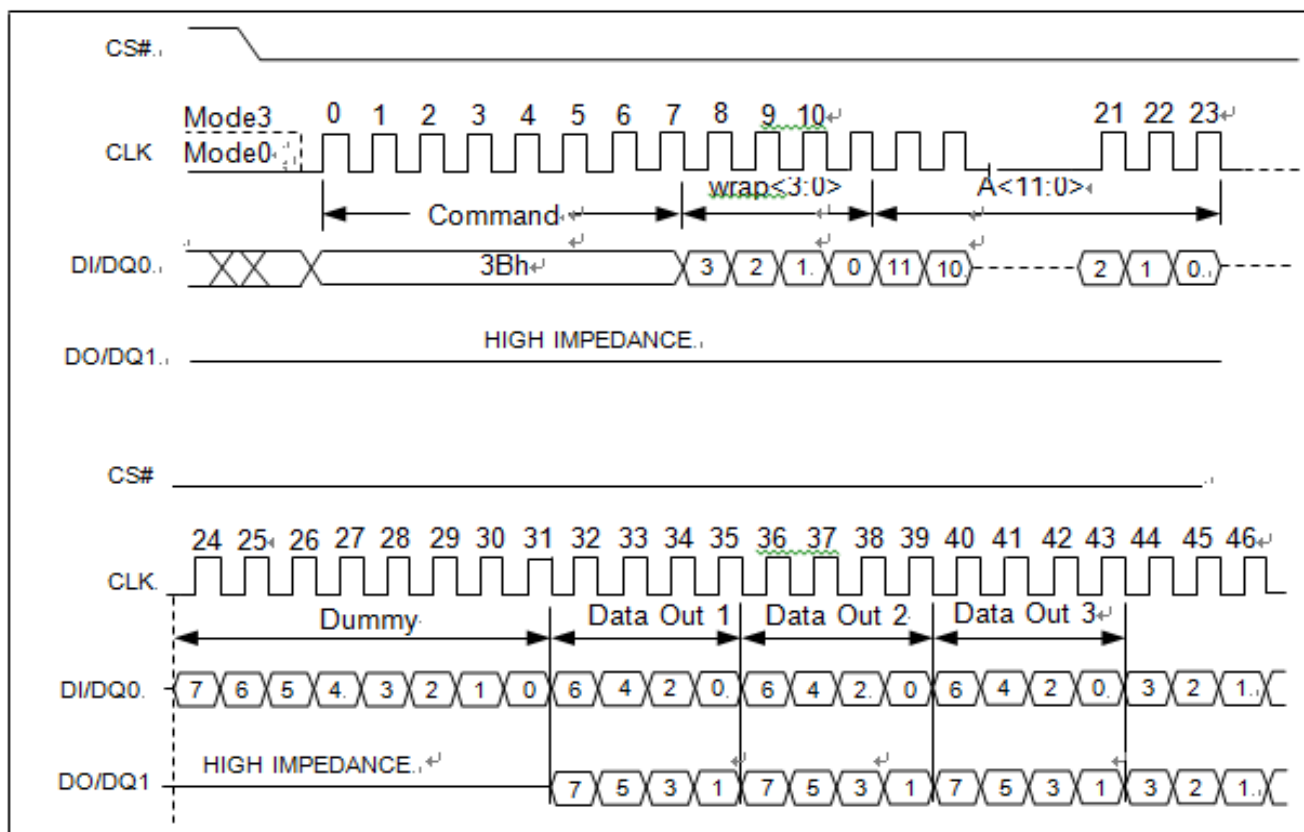 CS#.
Mode3 0 1 2 3 4 5 6 7 8 9 10 21 22 23
CLK Mode0
wrap<3:0> A<11:0>
Command
DI/DQ0. 3Bh 3 2 1. 0 11 10. 2 1 0.
HIGH IMPEDANCE.
DO/DQ1.
CS#
24 25 26 27 28 29 30 31 32 33 34 35 36 37 38 39 40 41 42 43 44 45 46
CLK.
Dummy Data Out 1 Data Out 2 Data Out 3
DI/DQ0. 7 6 5 4. 3 2 1 0 6 4 2 0. 6 4 2. 0 6 4 2 0. 3 2 1.
HIGH IMPEDANCE.
DO/DQ1 7 5 3 1 7 5 3 1 7 5 3 1 3 2 1.